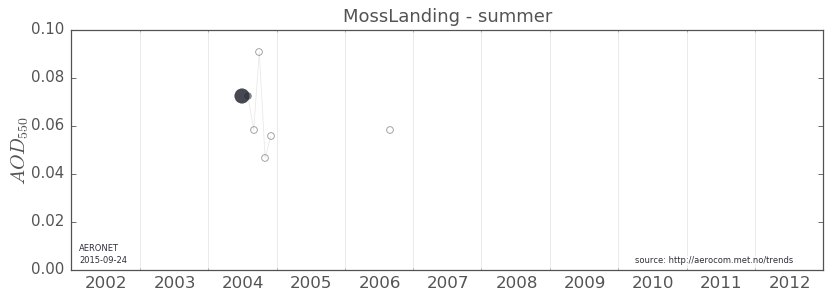 MossLanding - summer
0.10
0.08
0.06
0.04
0.02
0.00
AOD550
AERONET
2015-09-24
source: http://aerocom.met.no/trends
2002 2003 2004 2005 2006 2007 2008 2009 2010 2011 2012